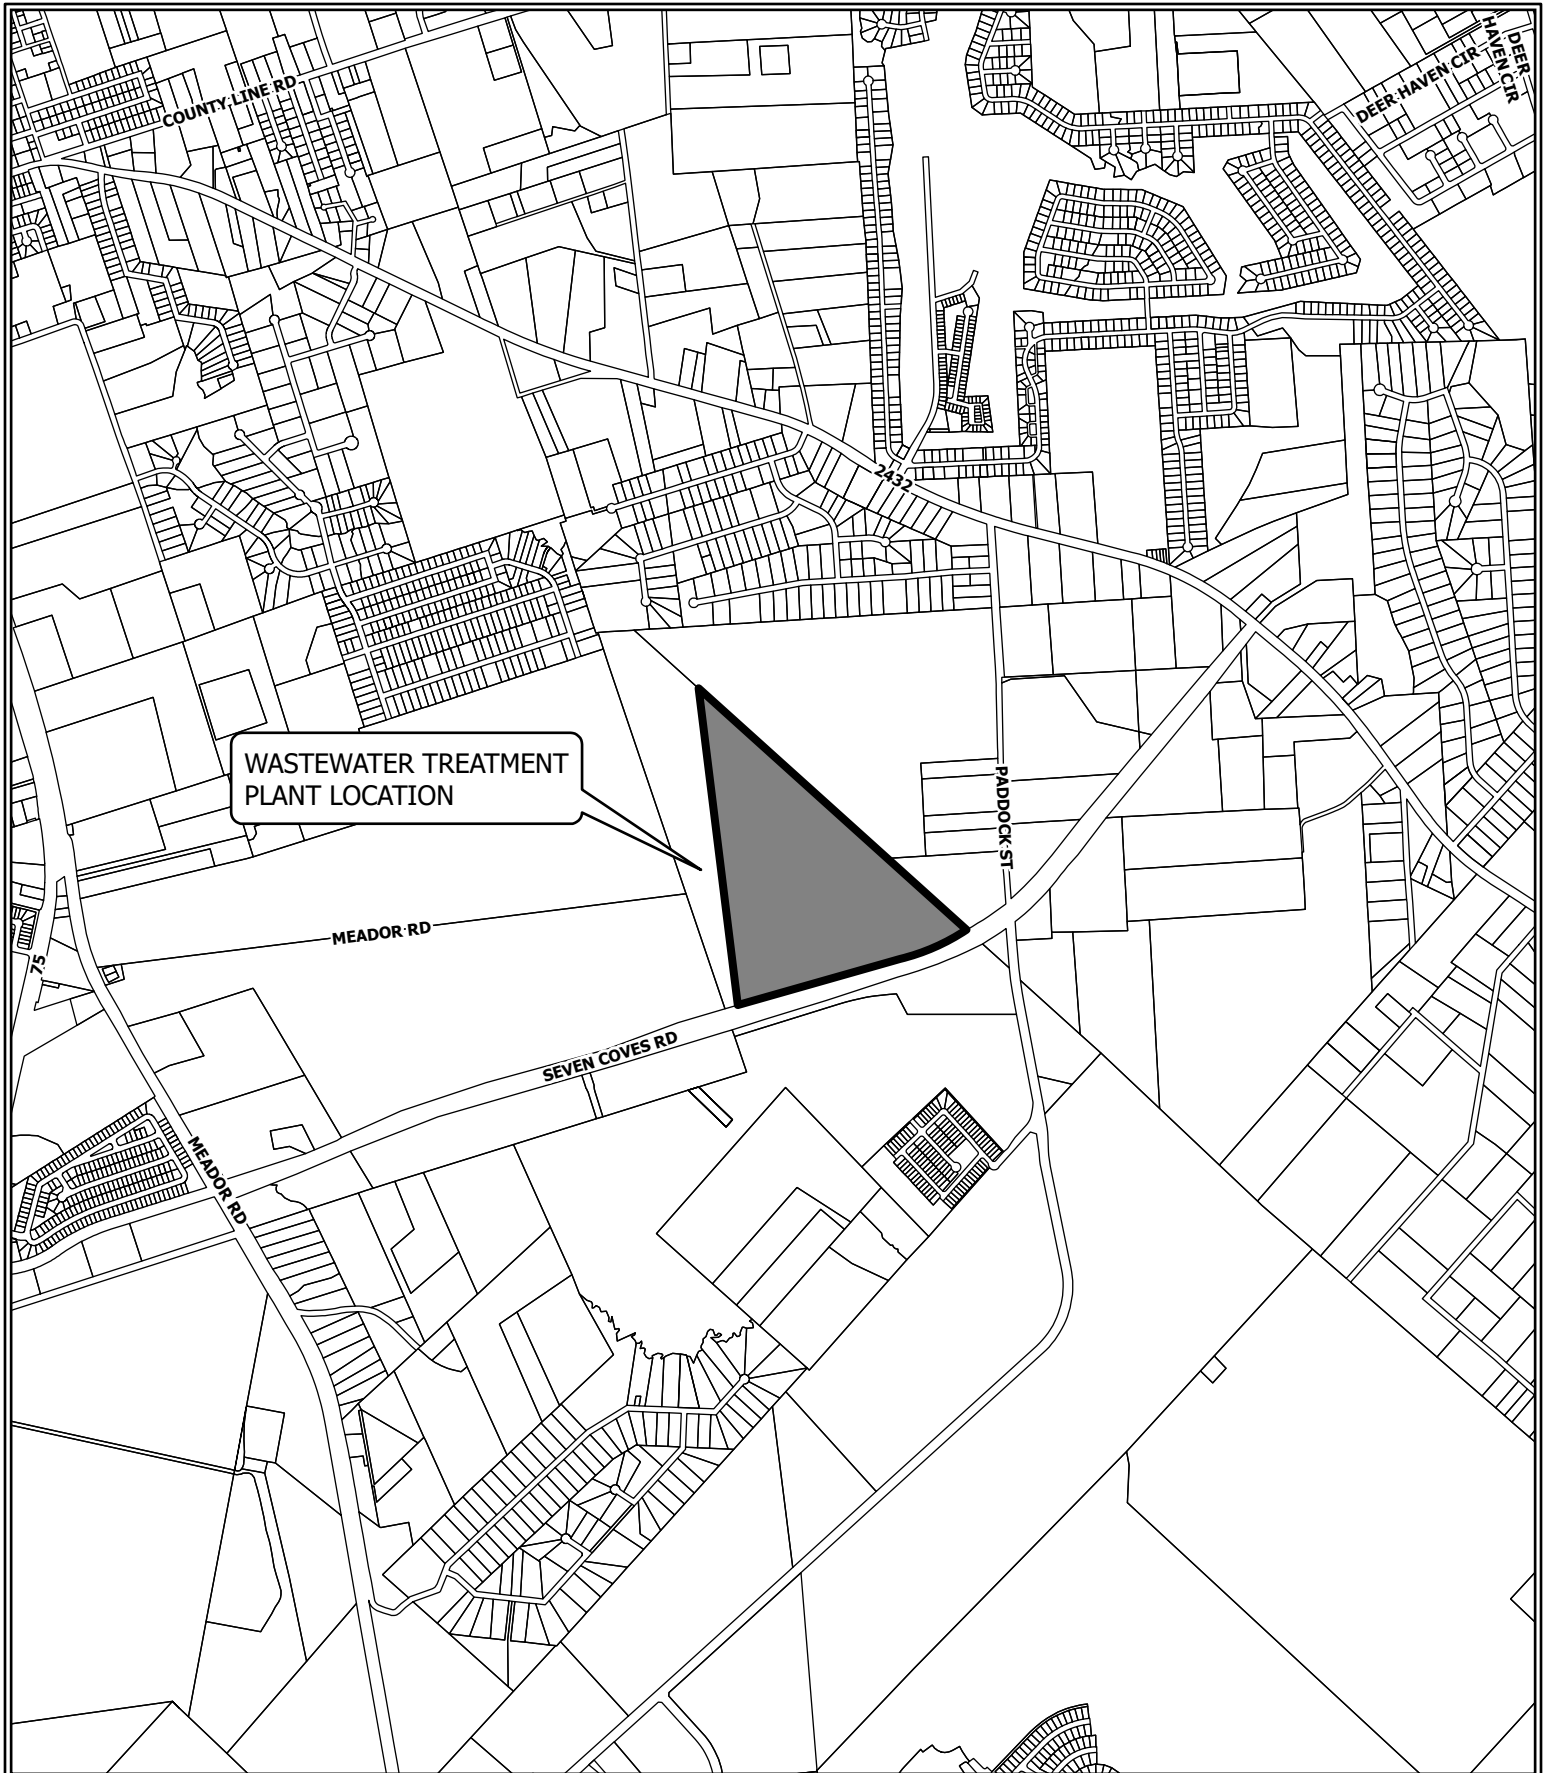 DEER
HAVEN CIR
DEER HAVEN CIR
COUNTY LINE RD
2432
WASTEWATER TREATMENT
PLANT LOCATION
PADDOCK ST
MEADOR RD
75
SEVEN COVES RD
MEADOR RD